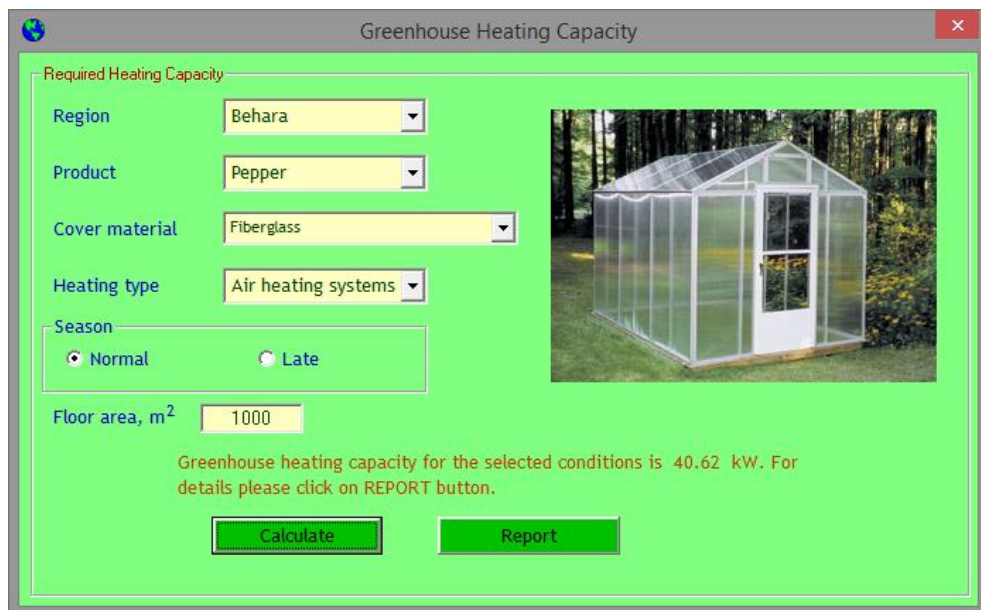 Greenhouse Heating Capacity
Required Heating Capacity
Region
Behara
Product
Pepper
Cover material
Fiberglass
Heating type
Air heating systems
Season
Normal
Late
Floor area, m²
1000
Greenhouse heating capacity for the selected conditions is 40.62 kW. For
details please click on REPORT button.
Calculate
Report